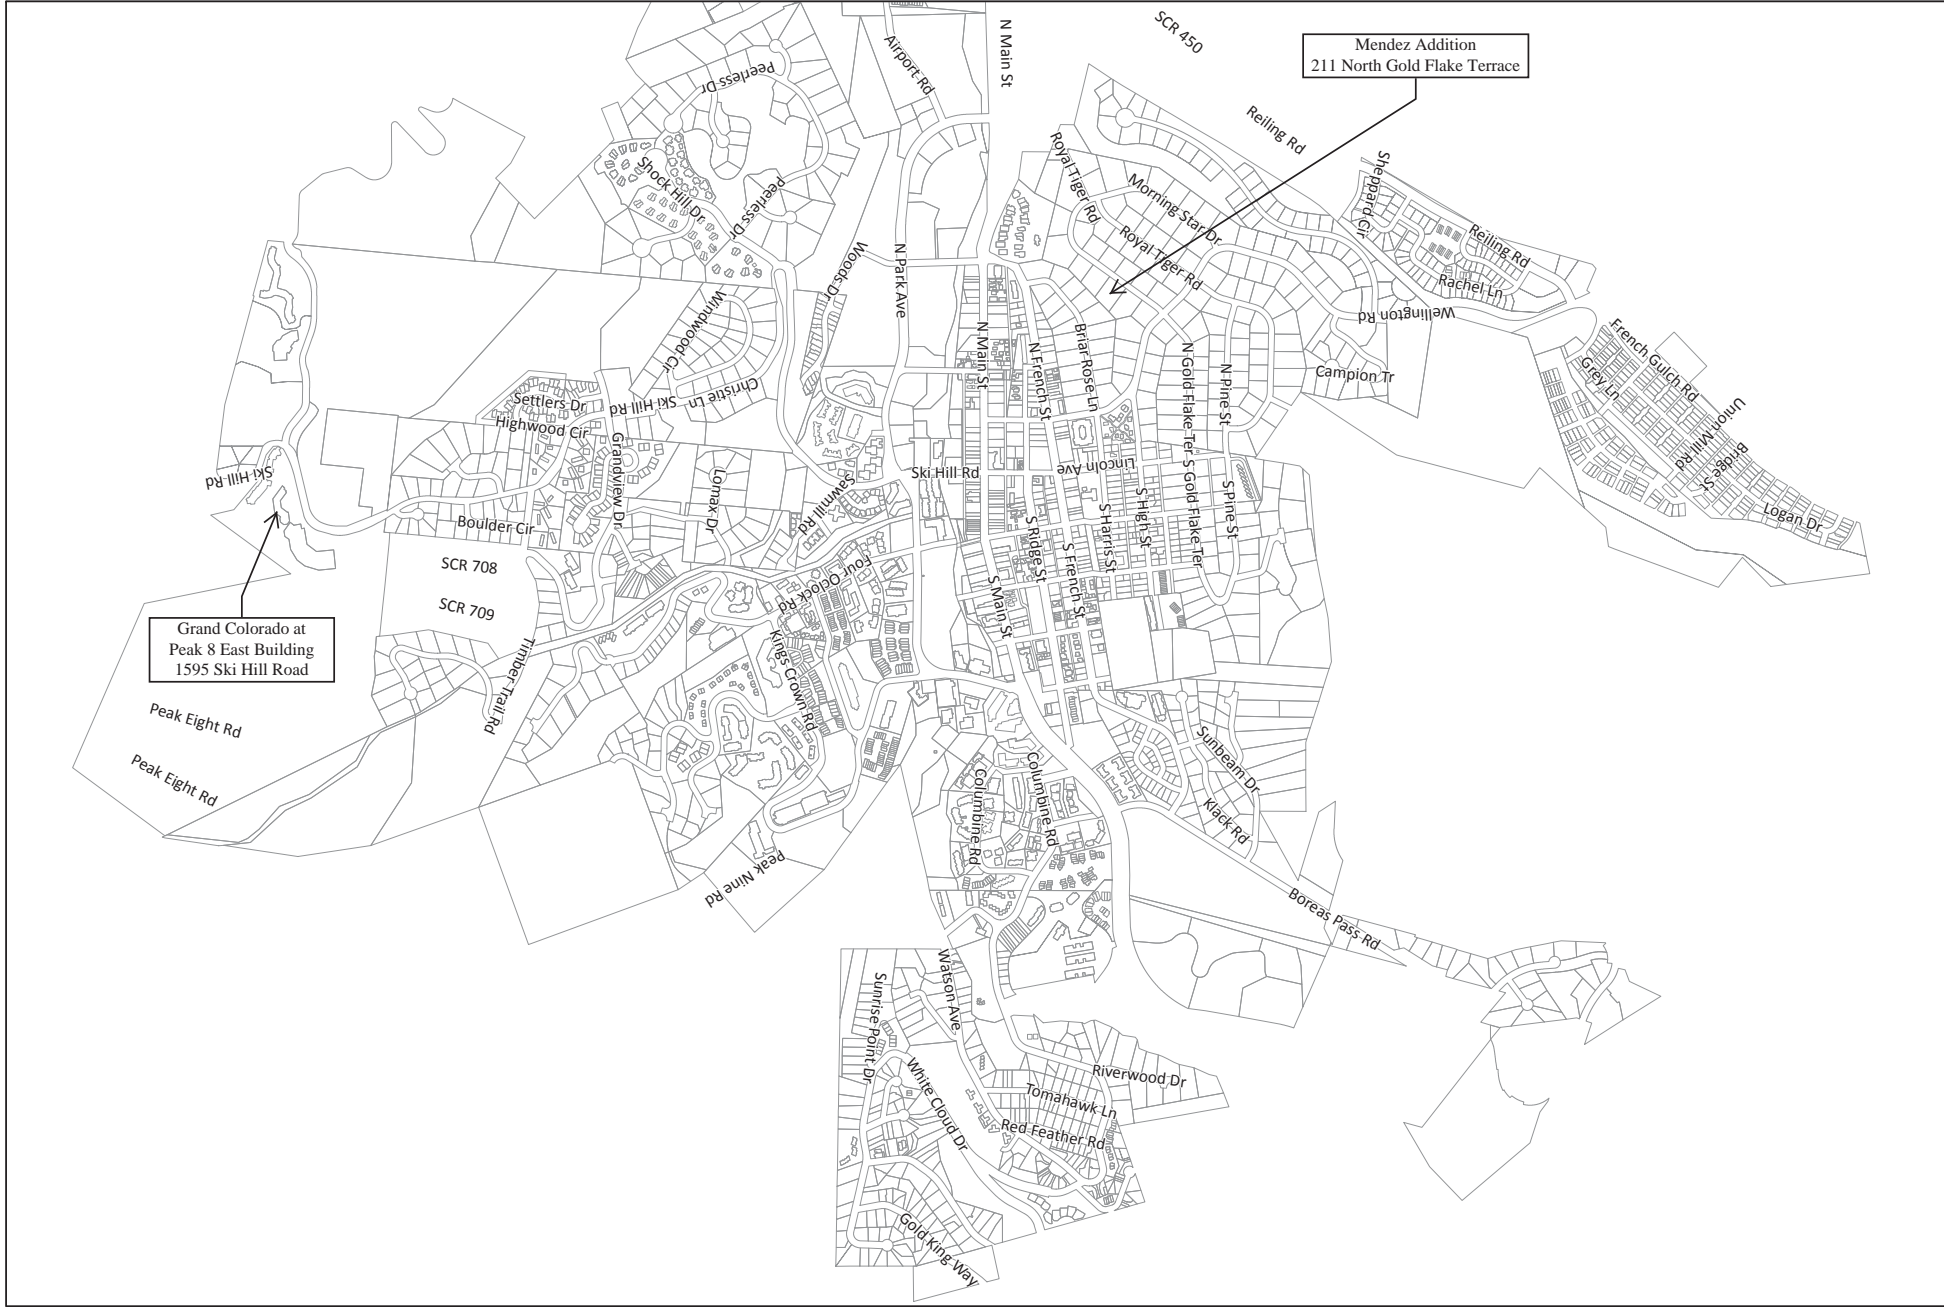 SCR 450
N Main St
Airport Rd
Mendez Addition
211 North Gold Flake Terrace
Peerless Dr
Reiling Rd
Royal Tiger Rd
Sheppard Cir
Shock Hill Dr
Peerless Dr
Morning Star Dr
Royal Tiger Rd
Reiling Rd
Rachel Ln
Woods Dr
N Park Ave
Windwood Cir
Wellington Rd
N Main St
N French St
Briar Rose Ln
N Gold Flake Ter
N Pine St
Campion Tr
French Gulch Rd
Grey Ln
Union Mill Rd
Bridge St
Logan Dr
Christie Ln
Ski Hill Rd
Settlers Dr
Highwood Cir
Grandview Dr
Lomax Dr
Ski Hill Rd
Ski Hill Rd
Lincoln Ave
Sawmill Rd
Boulder Cir
S Ridge St
S French St
S Harris St
S High St
S Gold Flake Ter
S Pine St
SCR 708
SCR 709
Four Oclock Rd
S Main St
Grand Colorado at
Peak 8 East Building
1595 Ski Hill Road
Timber Trail Rd
Kings Crown Rd
Peak Eight Rd
Peak Eight Rd
Sunbeam Dr
Klack Rd
Columbine Rd
Columbine Rd
Peak Nine Rd
Boreas Pass Rd
Watson Ave
Sunrise Point Dr
White Cloud Dr
Riverwood Dr
Tomahawk Ln
Red Feather Rd
Gold King Way